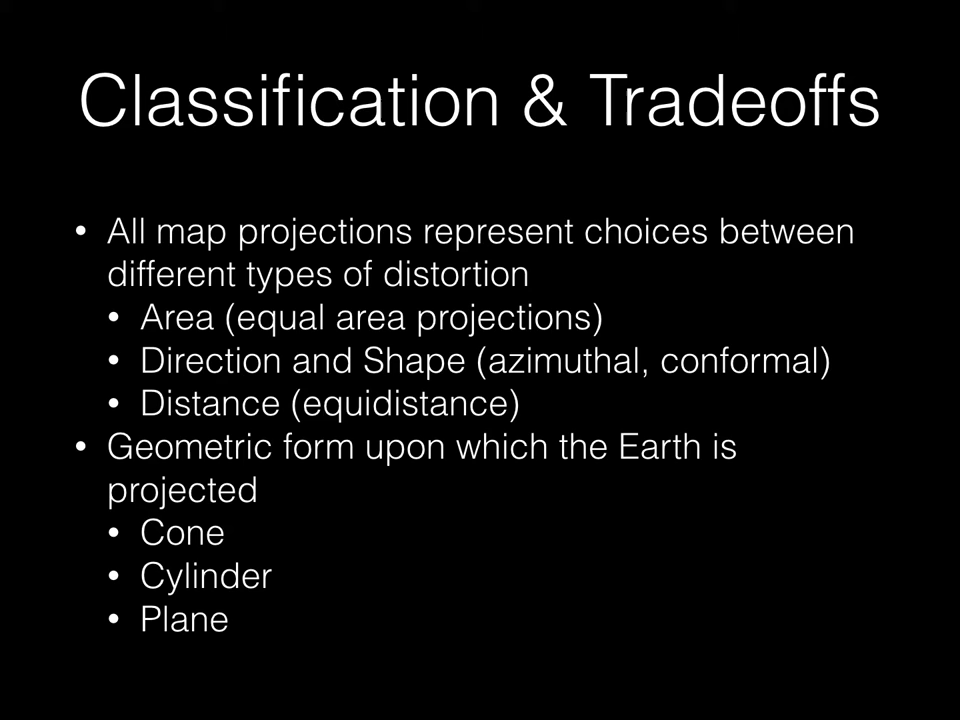 Classification & Tradeoffs
• All map projections represent choices between
different types of distortion
• Area (equal area projections)
• Direction and Shape (azimuthal, conformal)
• Distance (equidistance)
• Geometric form upon which the Earth is
projected
• Cone
• Cylinder
• Plane